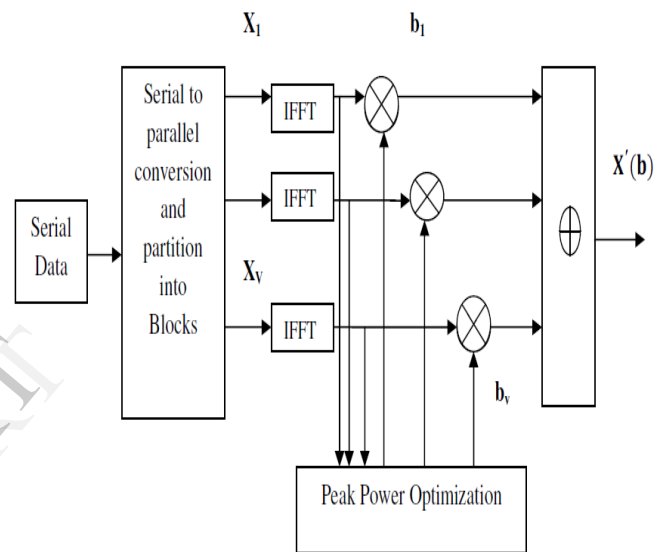 X₁
b₁
Serial to
parallel
conversion
and
partition
into
Blocks
IFFT
IFFT
X'(b)
Serial
Data
Xᵥ
IFFT
bᵥ
Peak Power Optimization